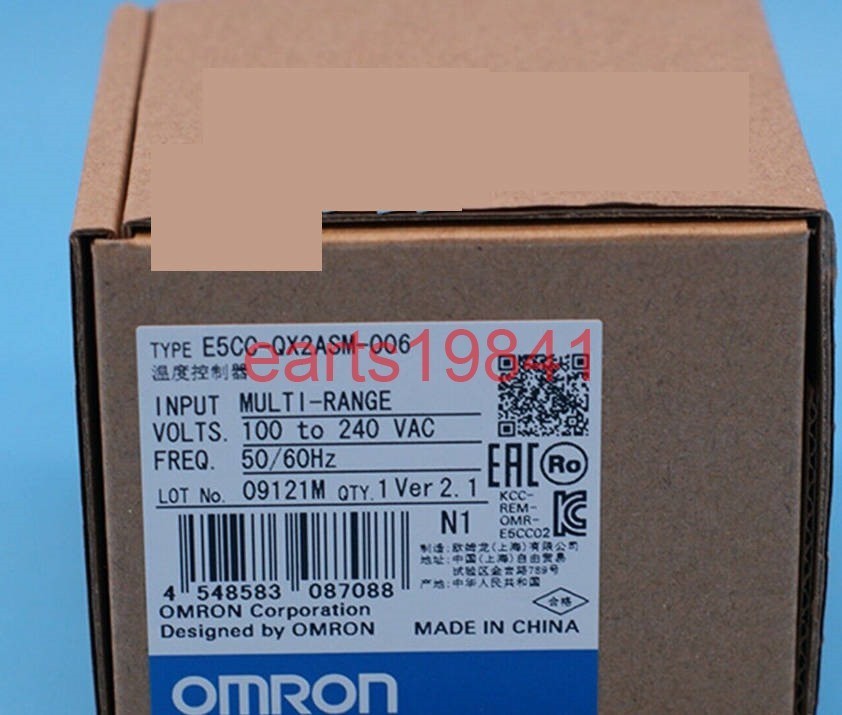 TYPE E5CC-QX2ASM-006
earts19841
温度控制器
INPUT MULTI-RANGE
VOLTS. 100 to 240 VAC
FREQ. 50/60Hz
LOT No. 09121M QTY. 1 Ver 2.1
EAC Ro
KCC-
REM-
OMR-
E5CC02
N1
制造: 欧姆龙(上海)有限公司
地址: 中国(上海)自由贸易
试验区金吉路789号
产地: 中华人民共和国
4 548583 087088
合格
OMRON Corporation
Designed by OMRON MADE IN CHINA
OMRON